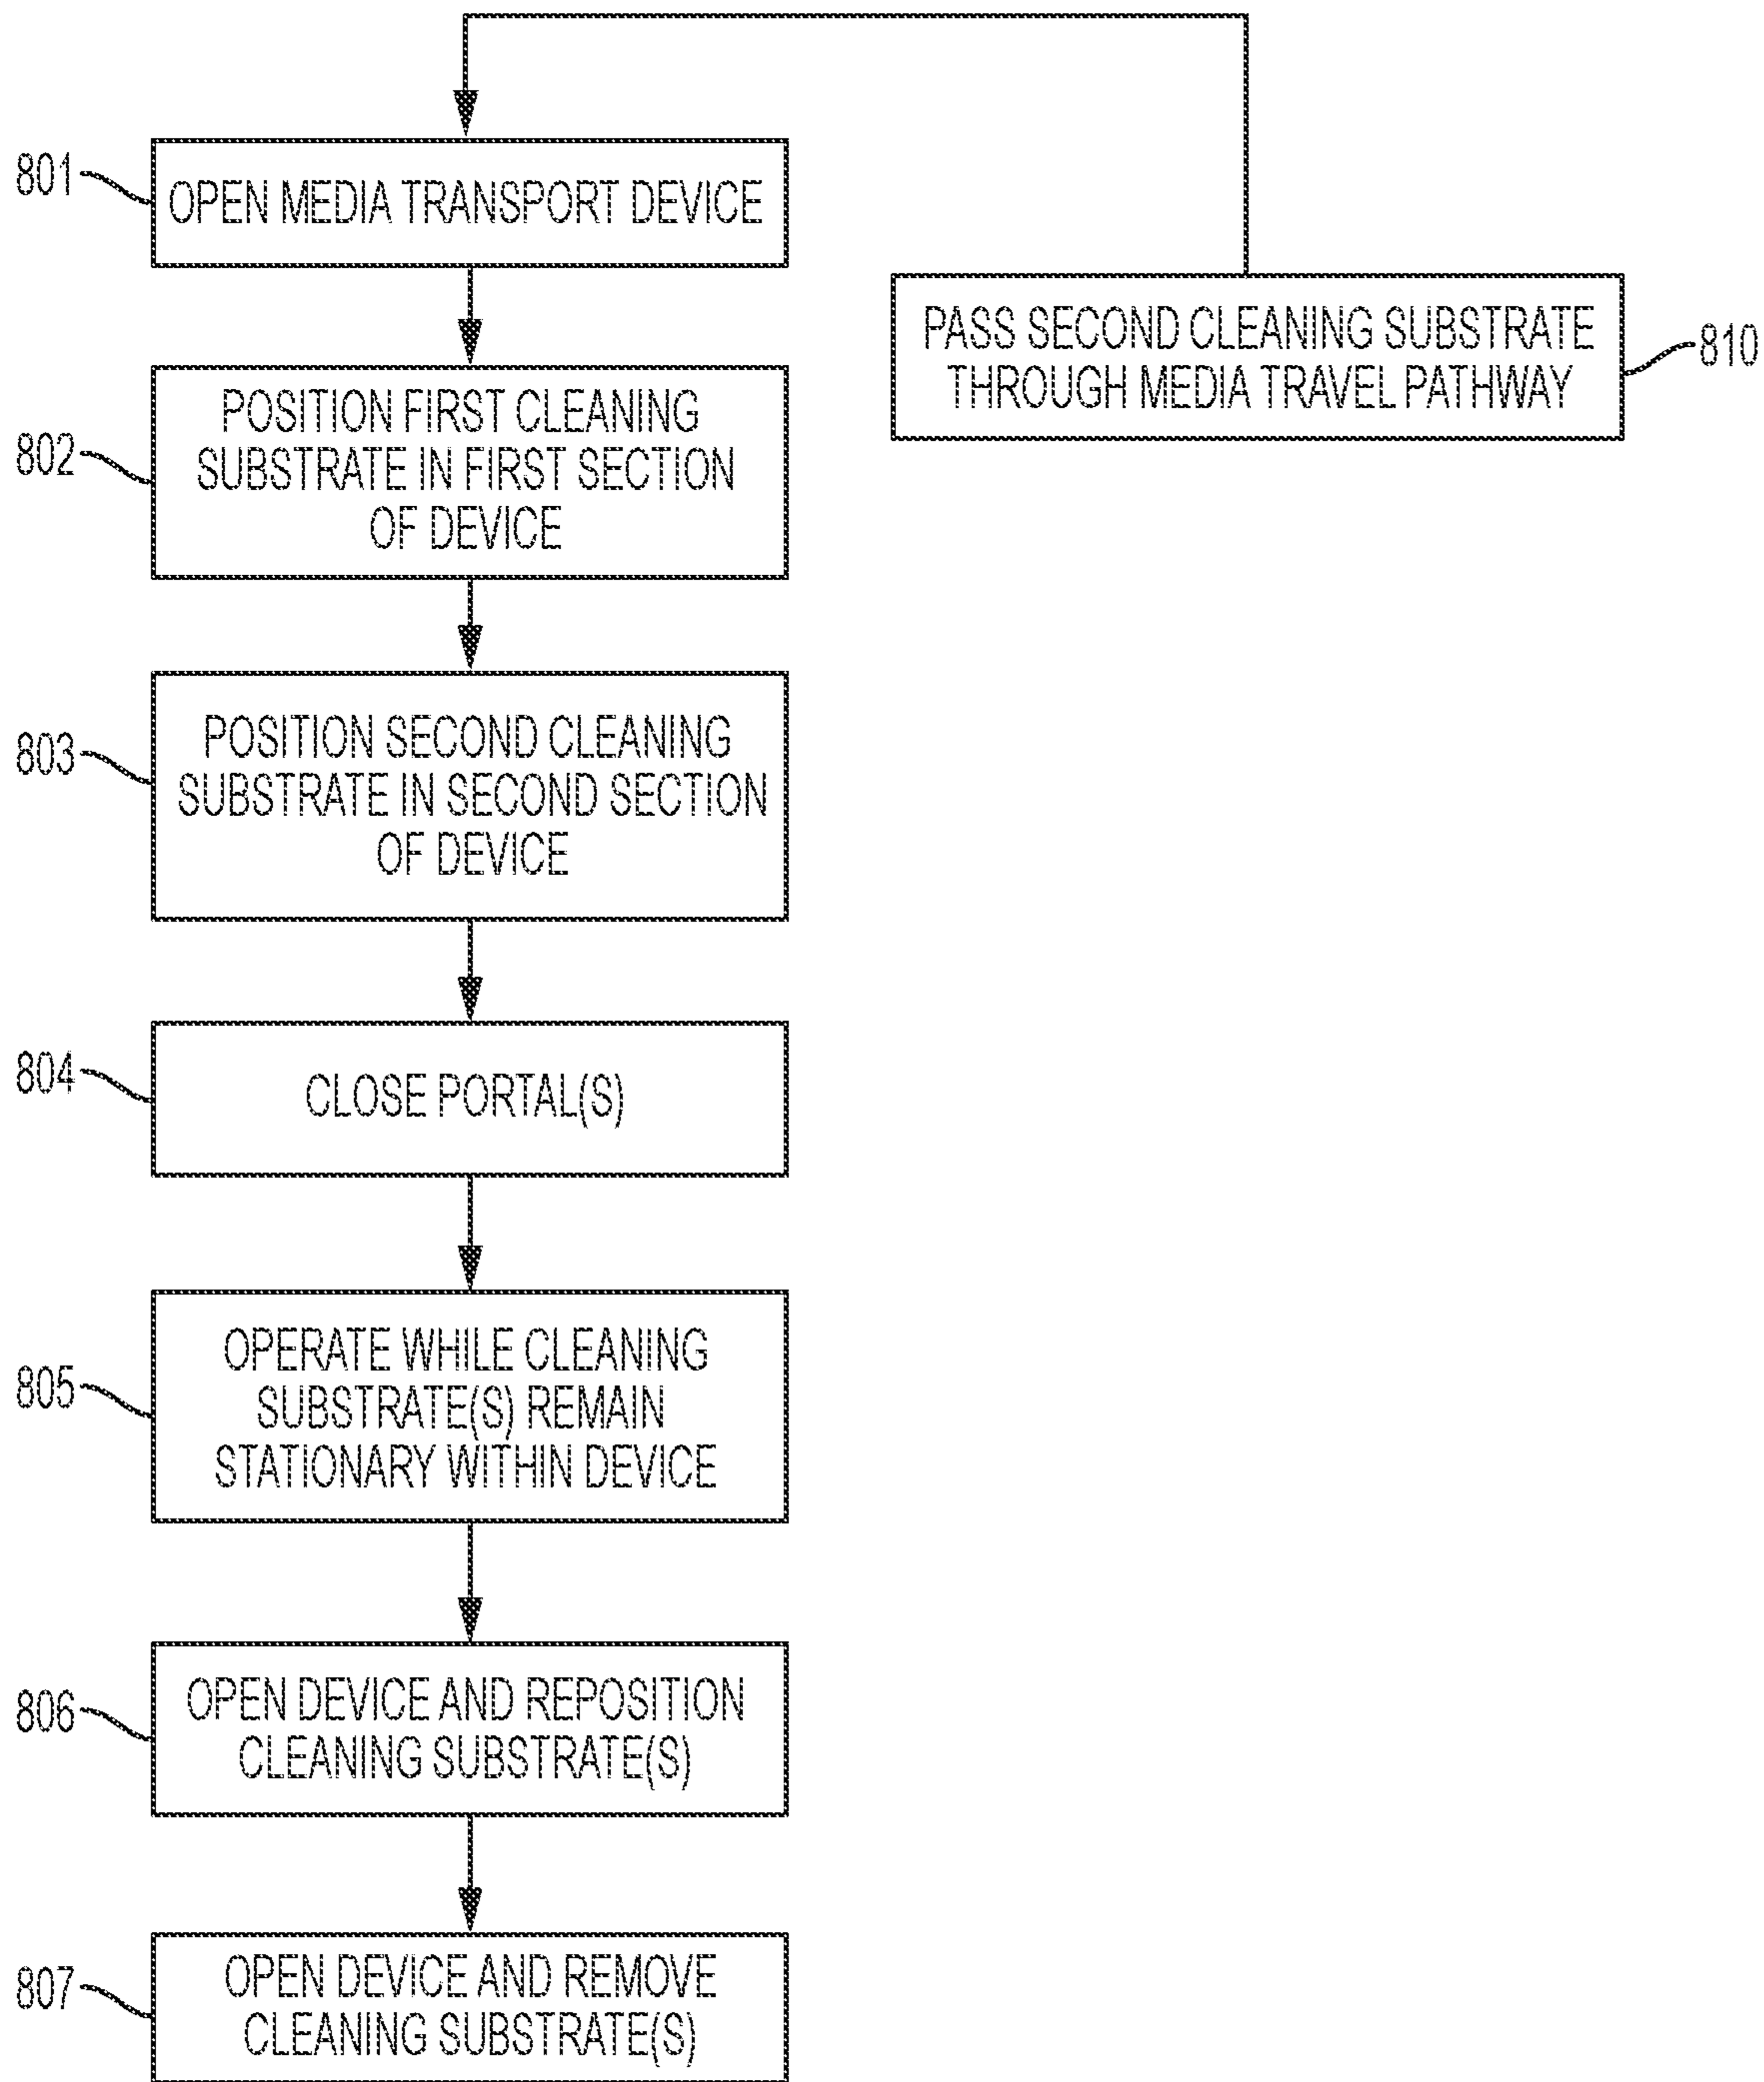 801
OPEN MEDIA TRANSPORT DEVICE
PASS SECOND CLEANING SUBSTRATE
THROUGH MEDIA TRAVEL PATHWAY
810
802
POSITION FIRST CLEANING
SUBSTRATE IN FIRST SECTION
OF DEVICE
803
POSITION SECOND CLEANING
SUBSTRATE IN SECOND SECTION
OF DEVICE
804
CLOSE PORTAL(S)
805
OPERATE WHILE CLEANING
SUBSTRATE(S) REMAIN
STATIONARY WITHIN DEVICE
806
OPEN DEVICE AND REPOSITION
CLEANING SUBSTRATE(S)
807
OPEN DEVICE AND REMOVE
CLEANING SUBSTRATE(S)